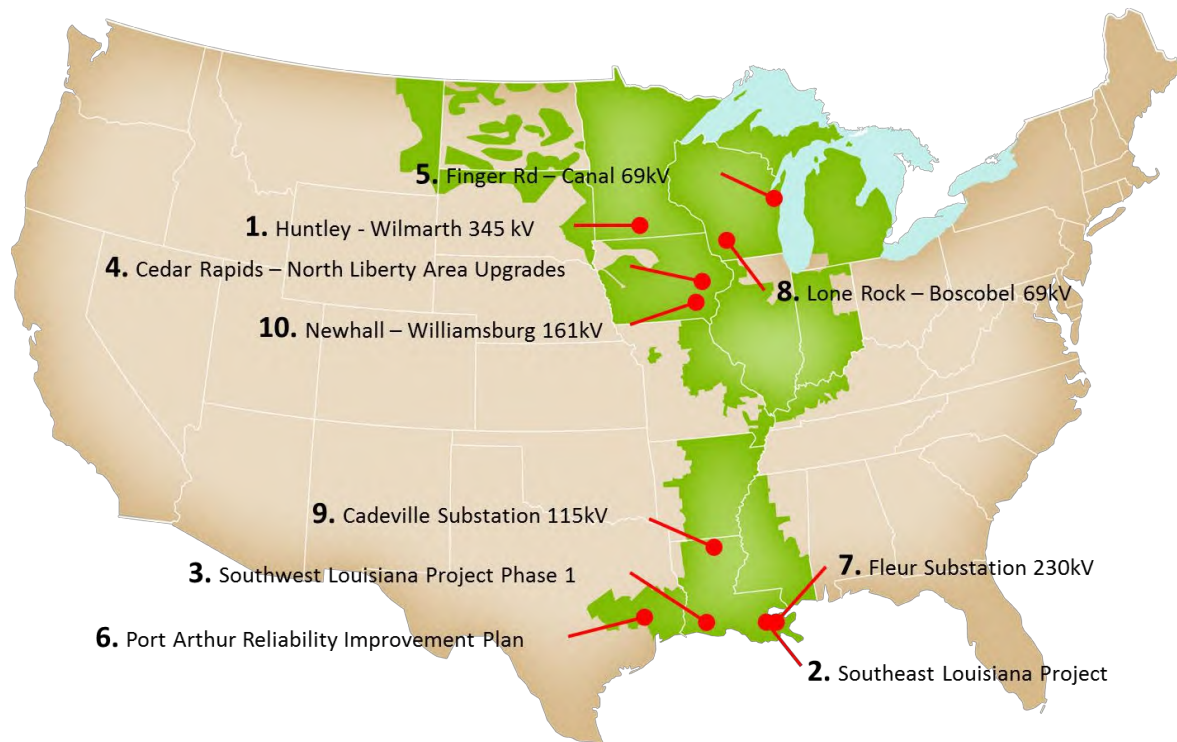 5. Finger Rd – Canal 69kV
1. Huntley - Wilmarth 345 kV
4. Cedar Rapids – North Liberty Area Upgrades
8. Lone Rock – Boscobel 69kV
10. Newhall – Williamsburg 161kV
9. Cadeville Substation 115kV
7. Fleur Substation 230kV
3. Southwest Louisiana Project Phase 1
6. Port Arthur Reliability Improvement Plan
2. Southeast Louisiana Project